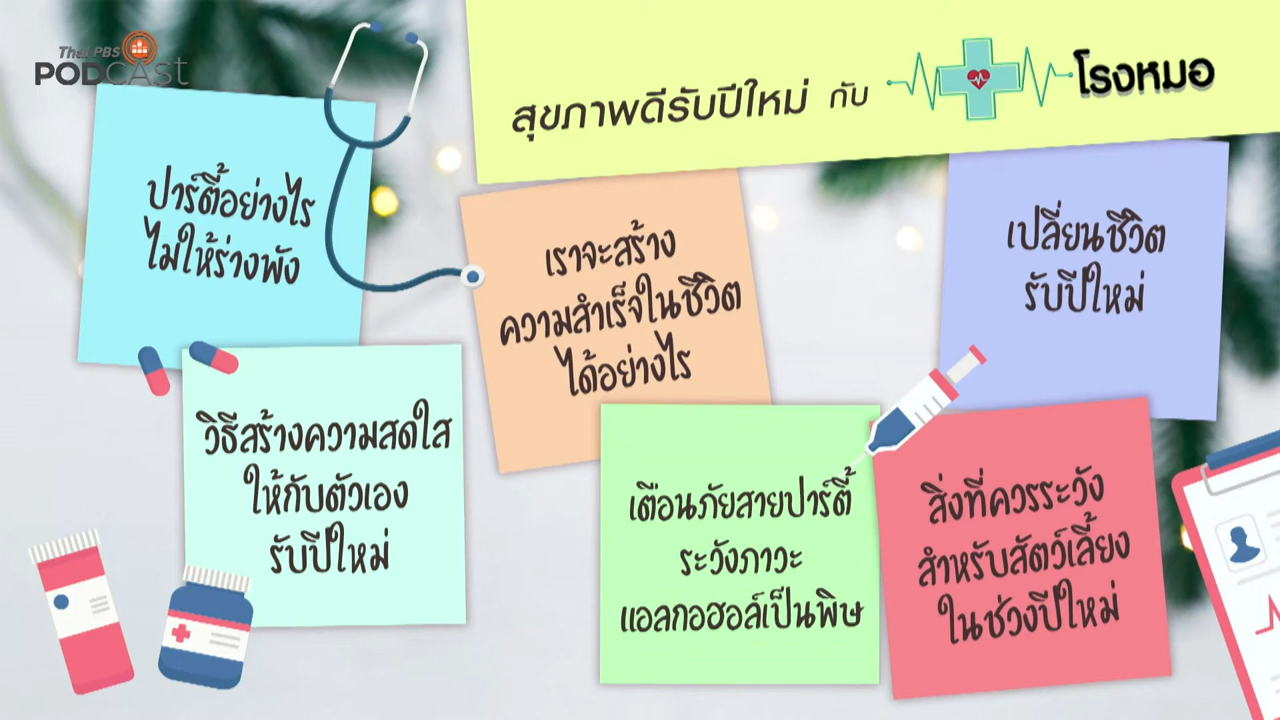 Thai PBS
PODCAST
สุขภาพดีรับปีใหม่ กับ โรงหมอ
ปาร์ตี้อย่างไร
ไม่ให้ร่างพัง
เราจะสร้าง
ความสำเร็จในชีวิต
ได้อย่างไร
เปลี่ยนชีวิต
รับปีใหม่
วิธีสร้างความสดใส
ให้กับตัวเอง
รับปีใหม่
เตือนภัยสายปาร์ตี้
ระวังภาวะ
แอลกอฮอล์เป็นพิษ
สิ่งที่ควรระวัง
สำหรับสัตว์เลี้ยง
ในช่วงปีใหม่